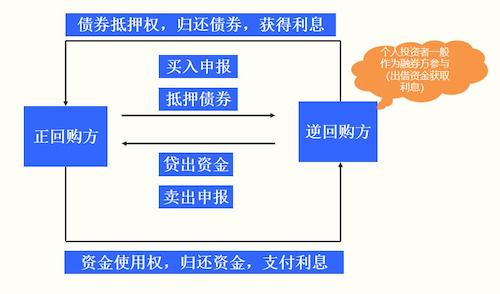 债券抵押权，归还债券，获得利息
买入申报
抵押债券
个人投资者一般
作为融券方参与
(出借资金获取
利息)
正回购方
逆回购方
贷出资金
卖出申报
资金使用权，归还资金，支付利息